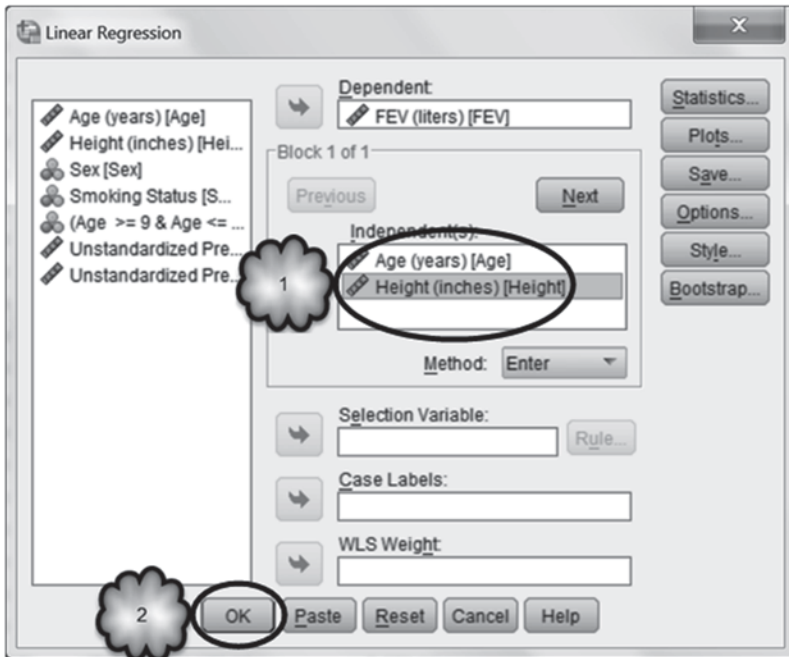 Linear Regression
Age (years) [Age]
Height (inches) [Hei...
Sex [Sex]
Smoking Status [S...
(Age >= 9 & Age <= ...
Unstandardized Pre...
Unstandardized Pre...
Dependent:
FEV (liters) [FEV]
Block 1 of 1
Previous
Next
Independent(s):
1
Age (years) [Age]
Height (inches) [Height]
Method: Enter
Selection Variable:
Rule...
Case Labels:
WLS Weight:
Statistics...
Plots...
Save...
Options...
Style...
Bootstrap...
2
OK
Paste
Reset
Cancel
Help